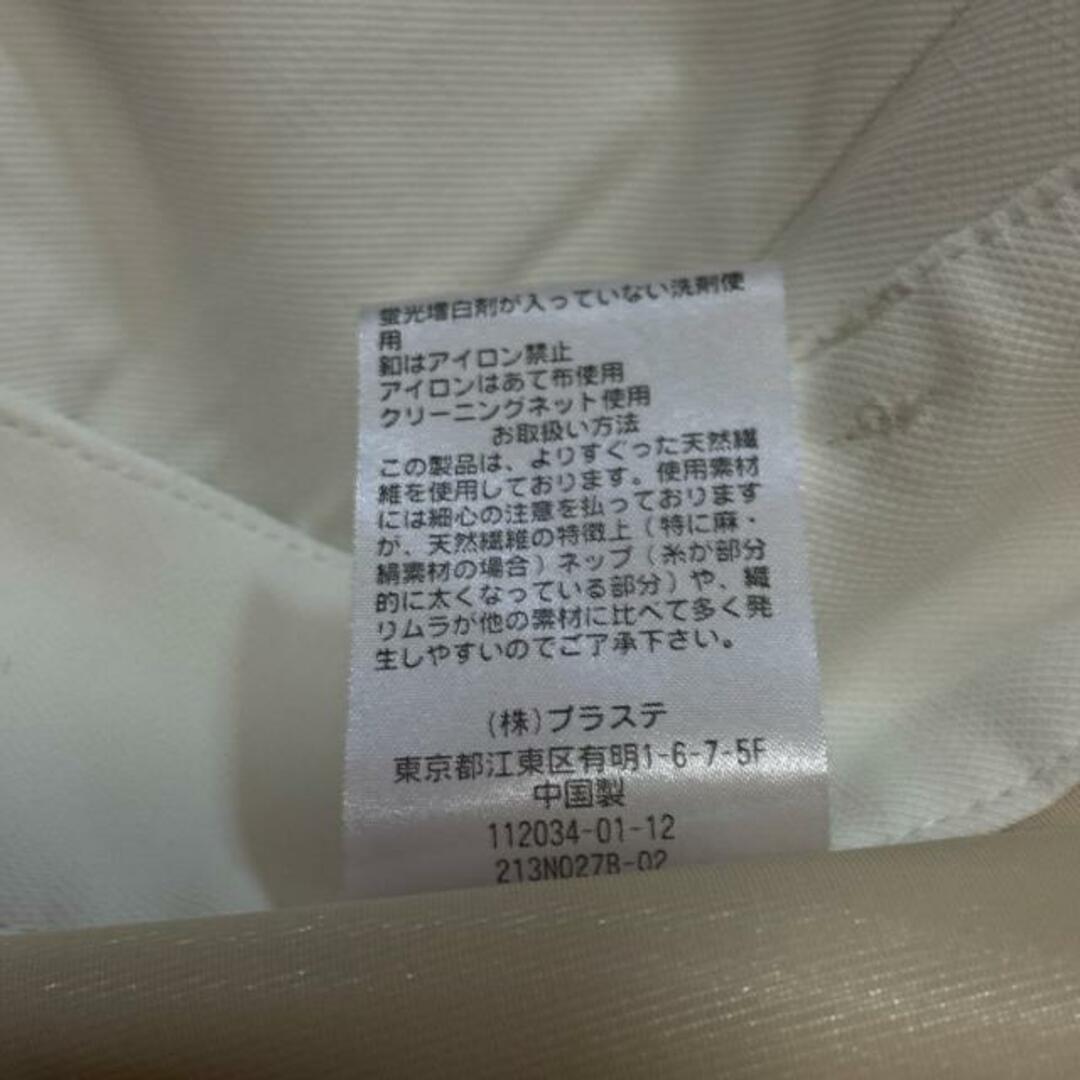 蛍光増白剤が入っていない洗剤使
用
釦はアイロン禁止
アイロンはあて布使用
クリーニングネット使用
お取扱い方法
この製品は、よりすぐった天然繊
維を使用しております。使用素材
には細心の注意を払っております
が、天然繊維の特徴上（特に麻・
絹素材の場合）ネップ（糸が部分
的に太くなっている部分）や、織
りムラが他の素材に比べて多く発
生しやすいのでご了承下さい。
(株)プラステ
東京都江東区有明1-6-7-5F
中国製
112034-01-12
213N027B-02